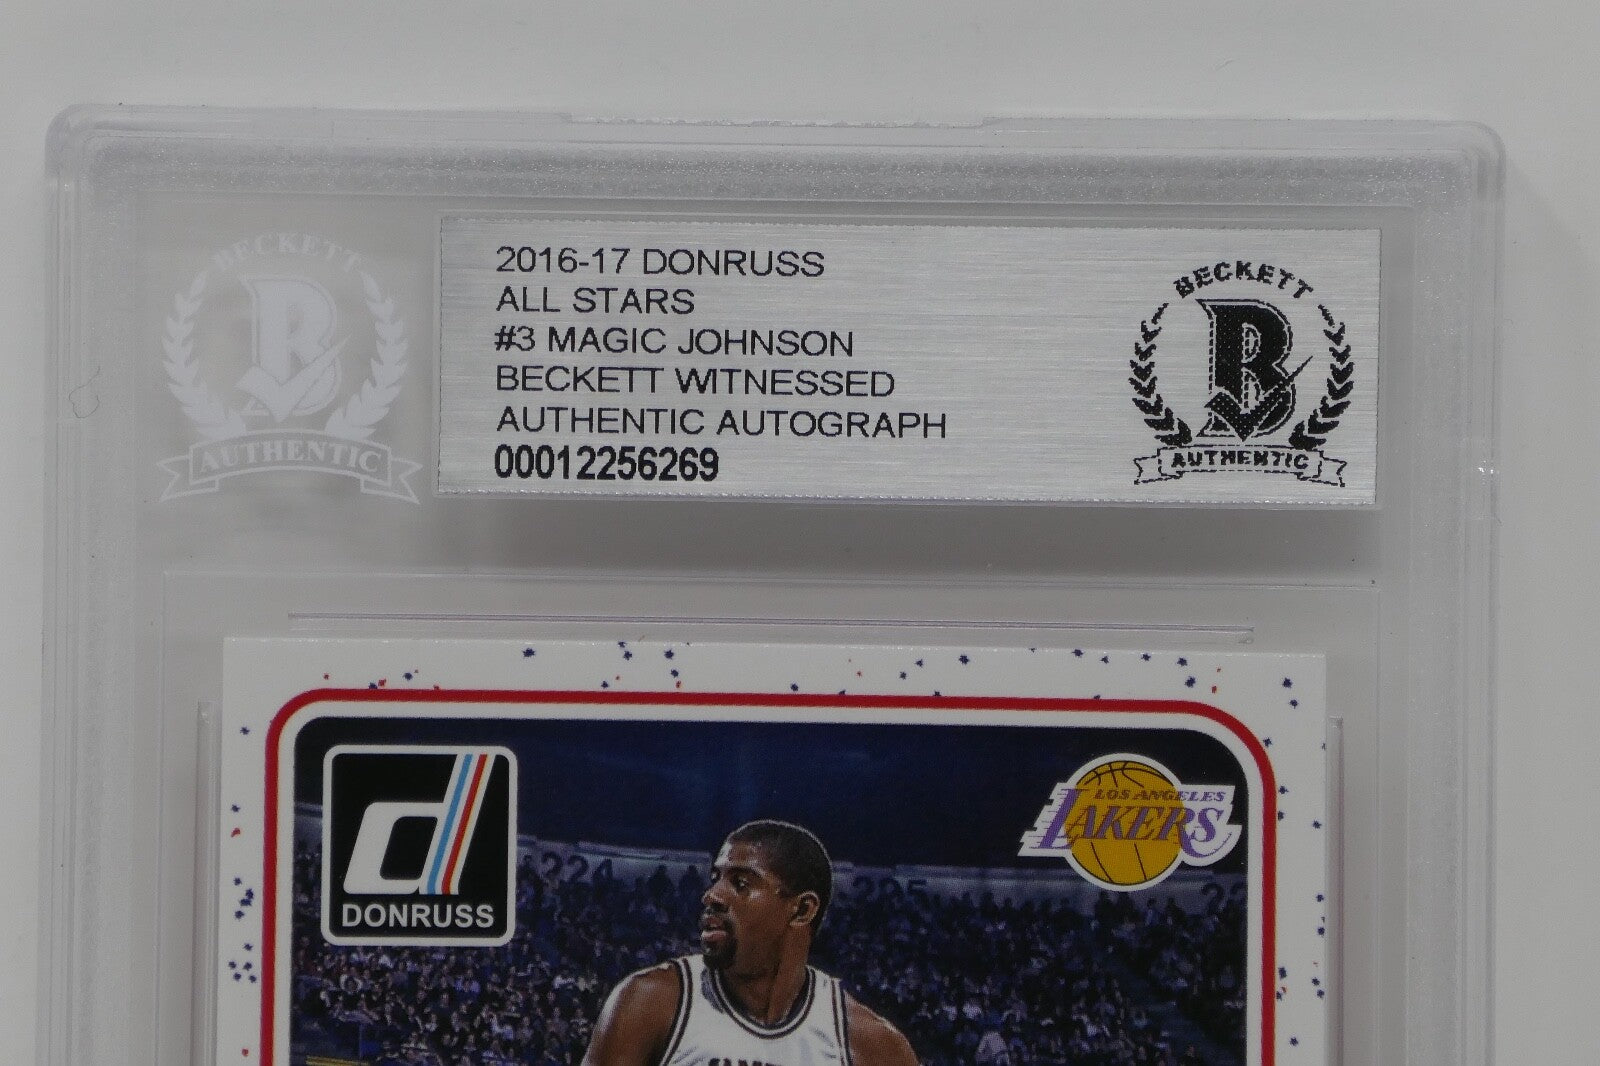 BECKETT
B
AUTHENTIC
2016-17 DONRUSS
ALL STARS
#3 MAGIC JOHNSON
BECKETT WITNESSED
AUTHENTIC AUTOGRAPH
00012256269
BECKETT
B
AUTHENTIC
d
DONRUSS
LOS ANGELES
LAKERS
224